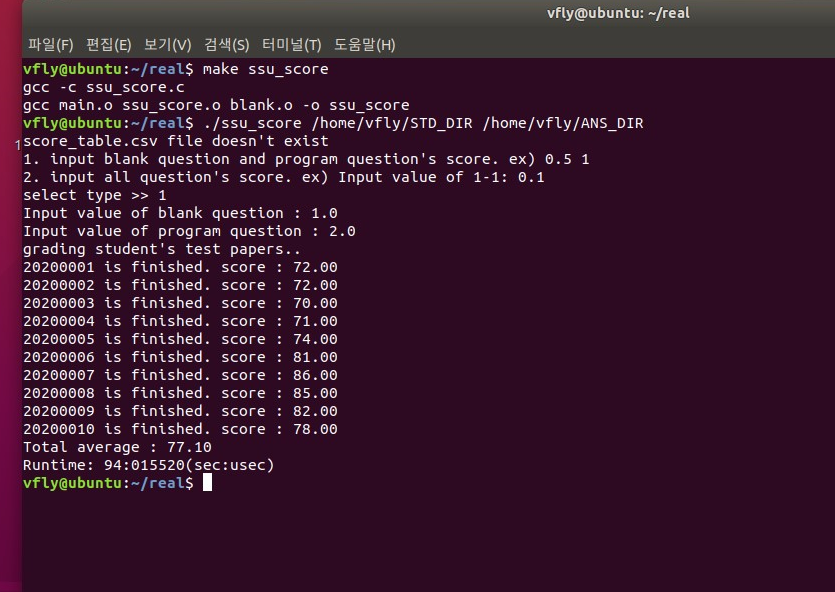 vfly@ubuntu: ~/real
파일(F) 편집(E) 보기(V) 검색(S) 터미널(T) 도움말(H)
vfly@ubuntu:~/real$ make ssu_score
gcc -c ssu_score.c
gcc main.o ssu_score.o blank.o -o ssu_score
vfly@ubuntu:~/real$ ./ssu_score /home/vfly/STD_DIR /home/vfly/ANS_DIR
score_table.csv file doesn't exist
1. input blank question and program question's score. ex) 0.5 1
2. input all question's score. ex) Input value of 1-1: 0.1
select type >> 1
Input value of blank question : 1.0
Input value of program question : 2.0
grading student's test papers..
20200001 is finished. score : 72.00
20200002 is finished. score : 72.00
20200003 is finished. score : 70.00
20200004 is finished. score : 71.00
20200005 is finished. score : 74.00
20200006 is finished. score : 81.00
20200007 is finished. score : 86.00
20200008 is finished. score : 85.00
20200009 is finished. score : 82.00
20200010 is finished. score : 78.00
Total average : 77.10
Runtime: 94:015520(sec:usec)
vfly@ubuntu:~/real$
1